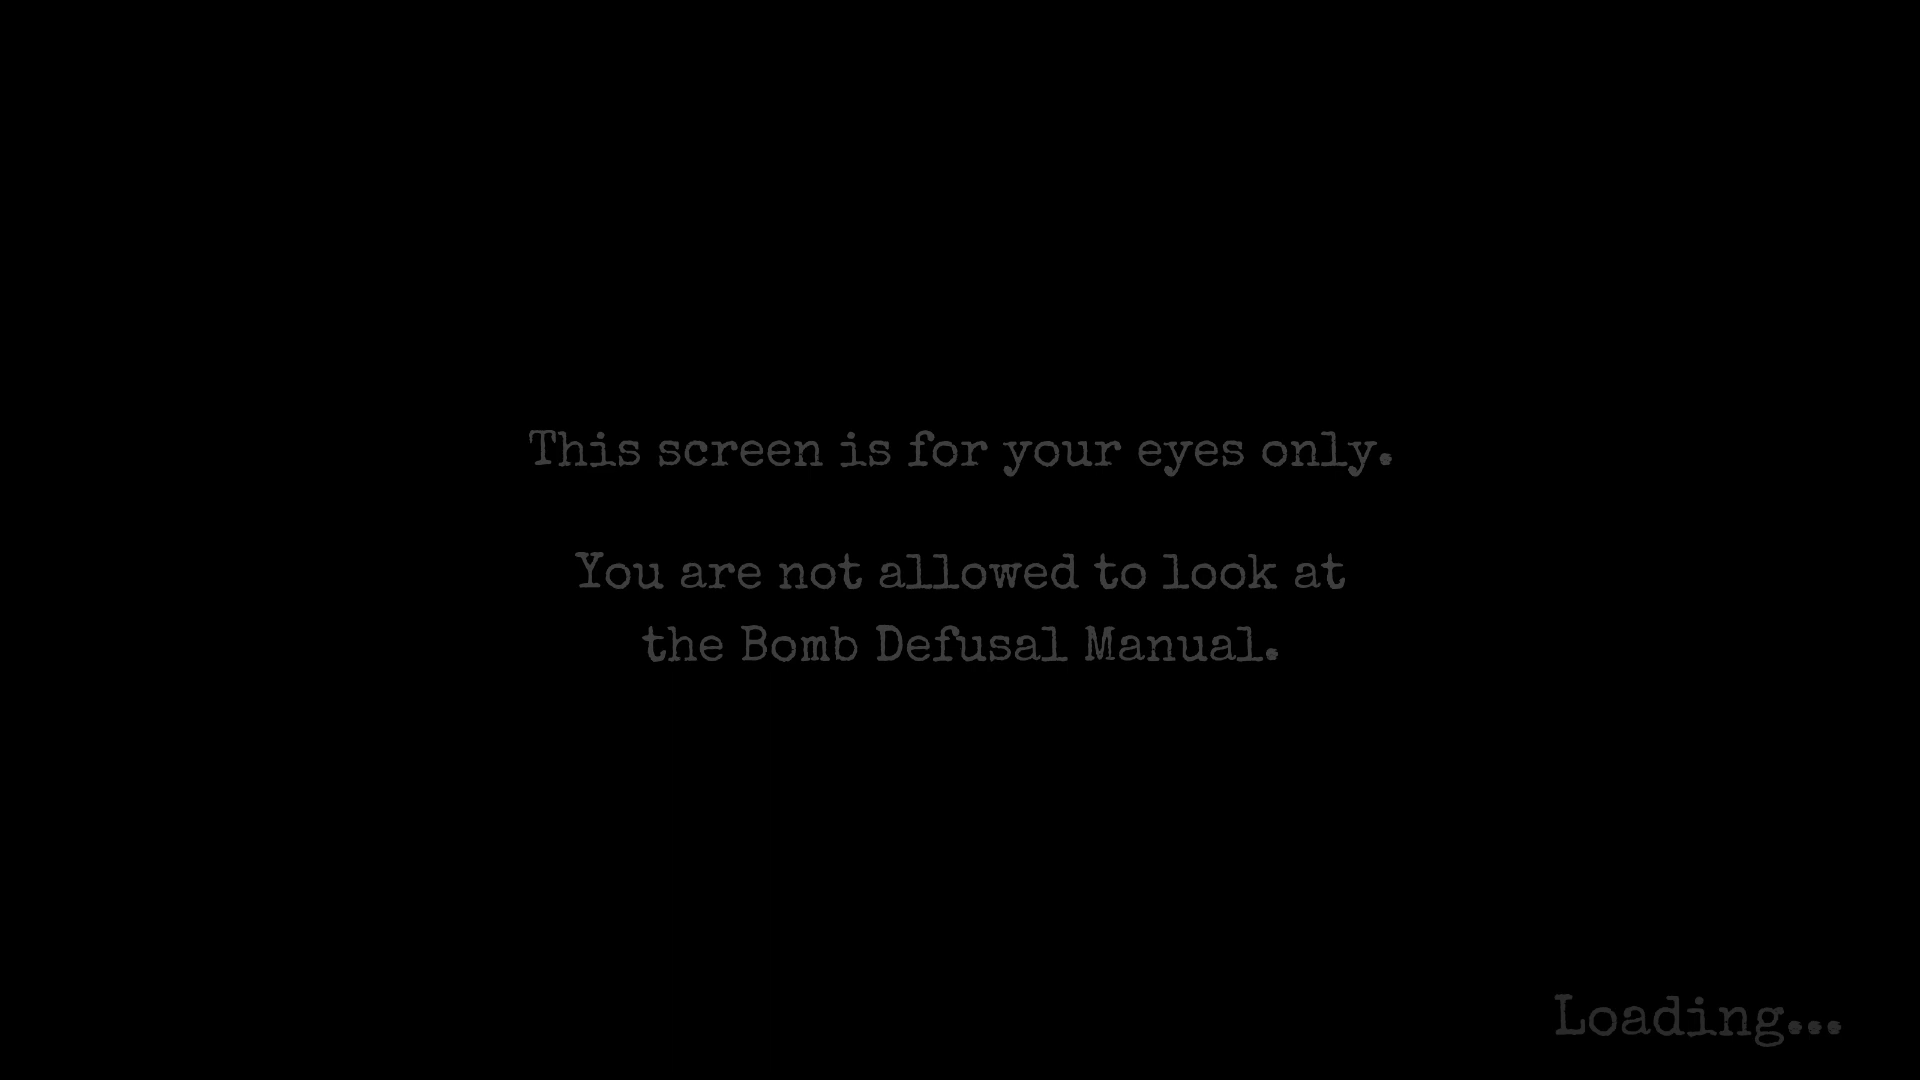 This screen is for your eyes only.
You are not allowed to look at
the Bomb Defusal Manual.
Loading...